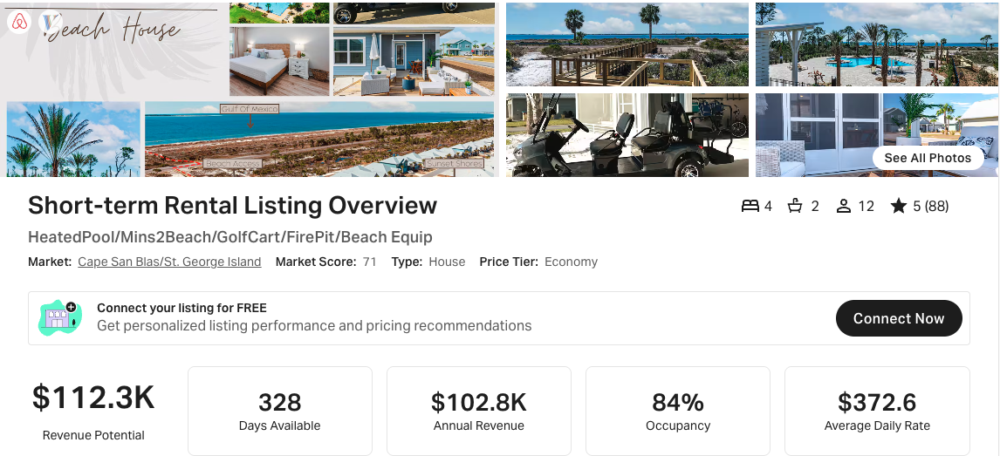 Beach House
Gulf Of Mexico
Beach Access
Sunset Shores
See All Photos
Short-term Rental Listing Overview
4 2 12 5 (88)
HeatedPool/Mins2Beach/GolfCart/FirePit/Beach Equip
Market: Cape San Blas/St. George Island Market Score: 71 Type: House Price Tier: Economy
Connect your listing for FREE
Get personalized listing performance and pricing recommendations
Connect Now
$112.3K
Revenue Potential
328
Days Available
$102.8K
Annual Revenue
84%
Occupancy
$372.6
Average Daily Rate